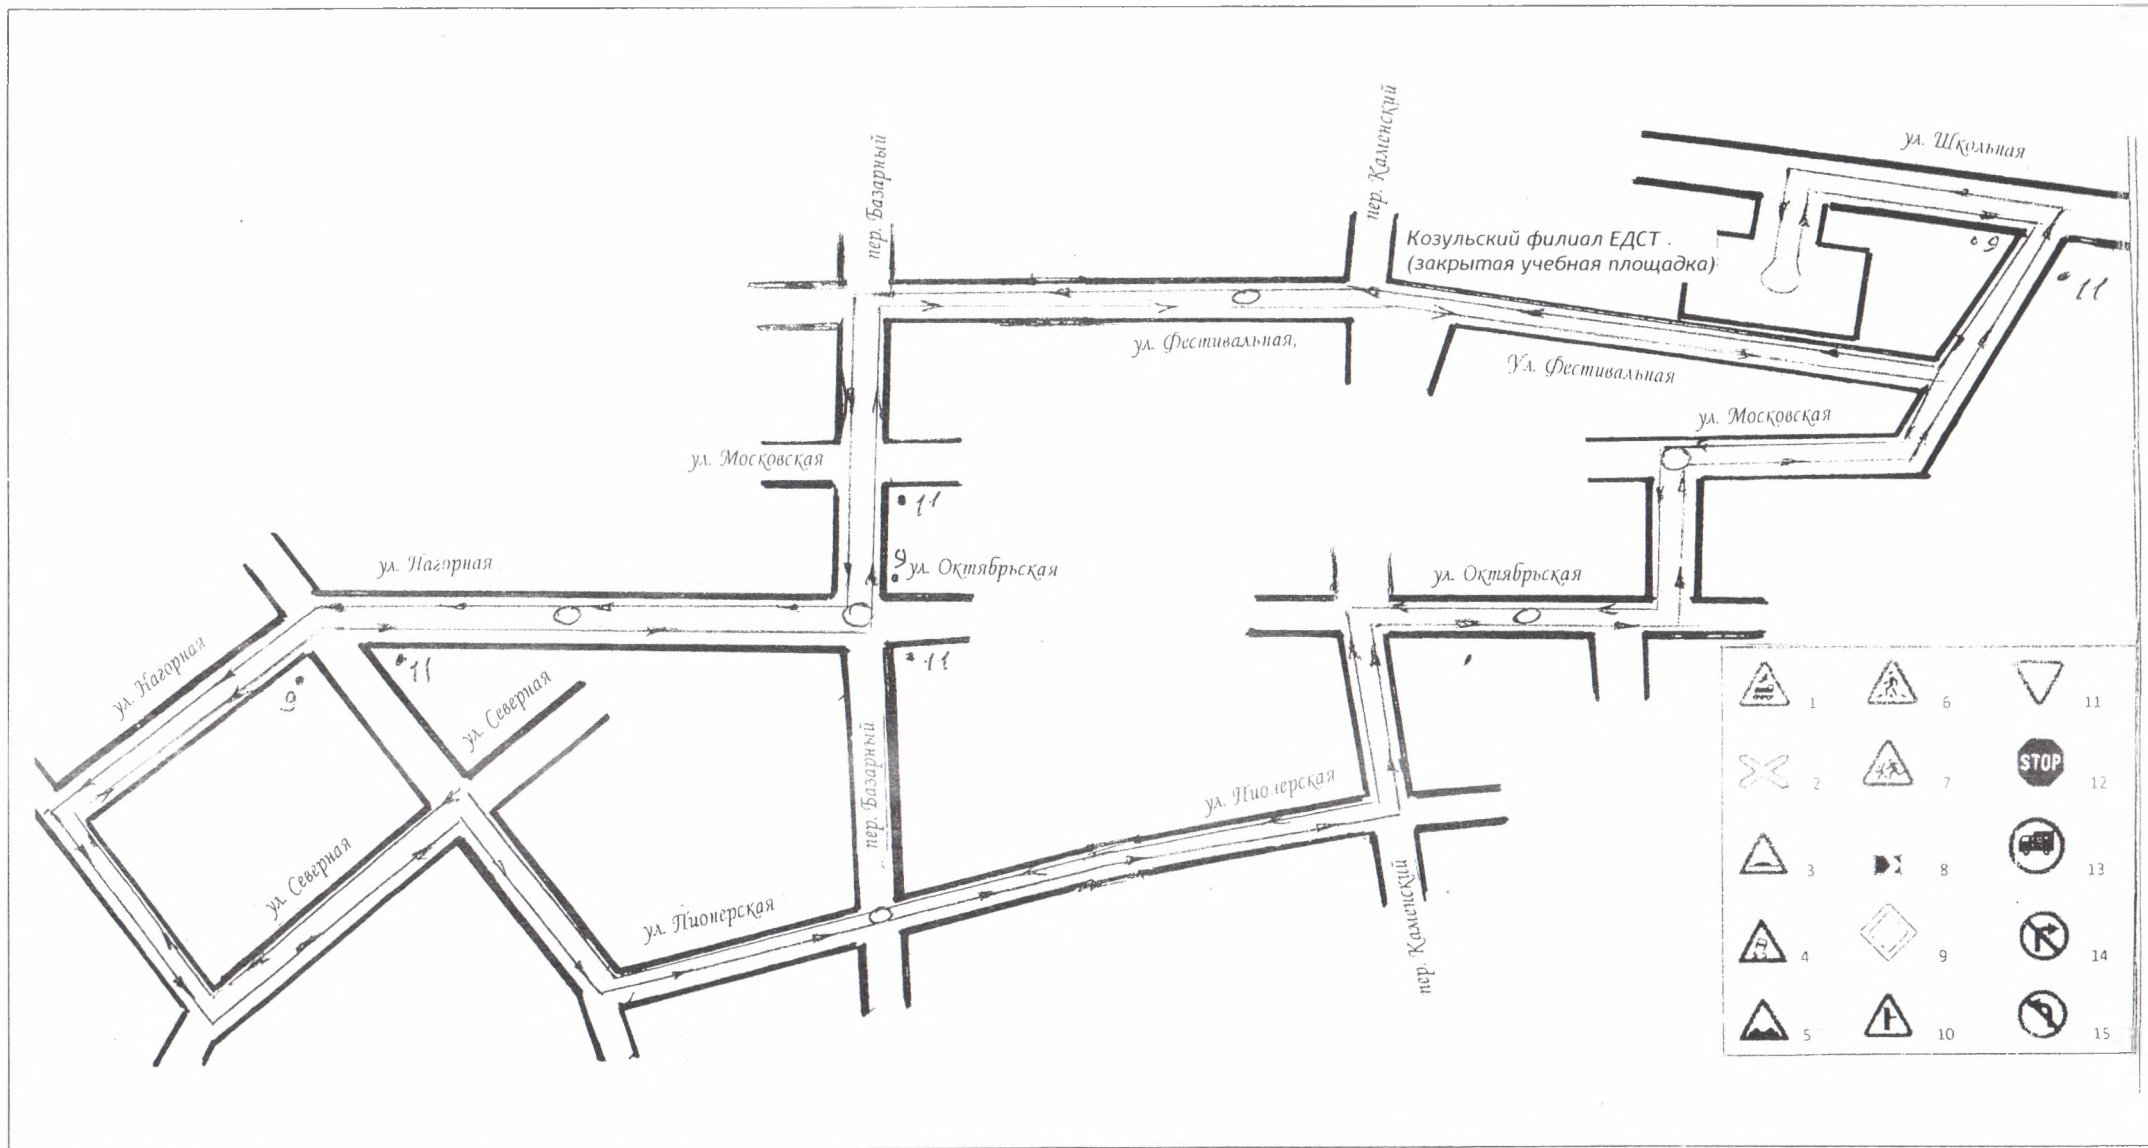 ул. Школьная
пер. Базарный
пер. Каменский
Козульский филиал ЕДСТ.
(закрытая учебная площадка)
9
11
ул. Фестивальная,
Ул. Фестивальная
ул. Московская
ул. Московская
11
9
ул. Нагорная
ул. Октябрьская
ул. Октябрьская
ул. Нагорная
9
11
11
ул. Северная
пер. Базарный
ул. Пионерская
ул. Северная
ул. Пионерская
пер. Каменский
1
6
11
2
7
STOP
12
3
8
13
4
9
14
5
10
15